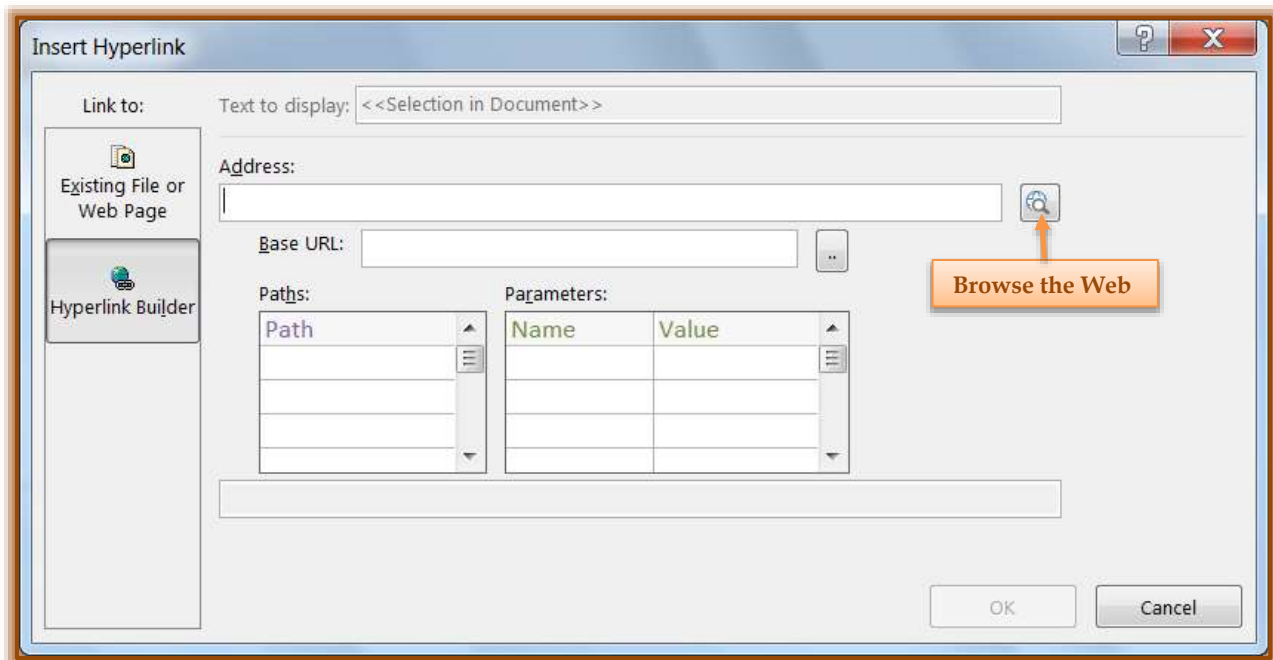 Insert Hyperlink
Link to:
Text to display: <<Selection in Document>>
Existing File or
Web Page
Address:
Base URL:
..
Browse the Web
Hyperlink Builder
Paths:
Parameters:
Path
Name Value
OK
Cancel